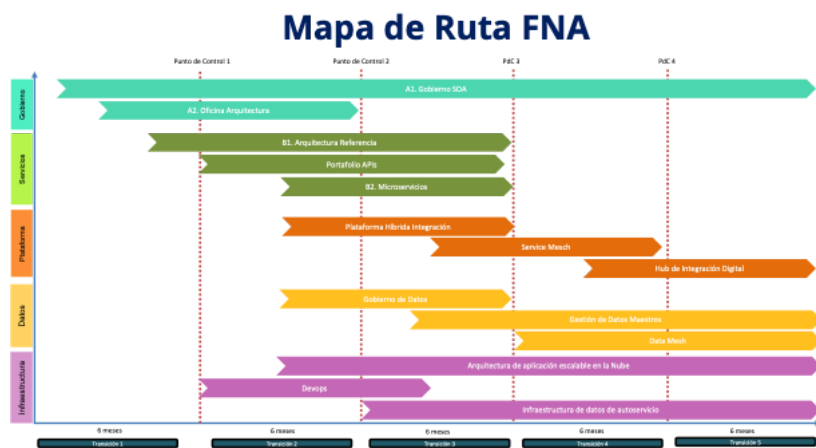 Mapa de Ruta FNA
Punto de Control 1
Punto de Control 2
PdC 3
PdC 4
Gobierno
A1. Gobierno SOA
A2. Oficina Arquitectura
Servicios
B1. Arquitectura Referencia
Portafolio APIs
B2. Microservicios
Plataforma
Plataforma Híbrida Integración
Service Mesch
Hub de Integración Digital
Datos
Gobierno de Datos
Gestión de Datos Maestros
Data Mesh
Infraestructura
Arquitectura de aplicación escalable en la Nube
Devops
Infraestructura de datos de autoservicio
6 meses
6 meses
6 meses
6 meses
6 meses
Transición 1
Transición 2
Transición 3
Transición 4
Transición 5